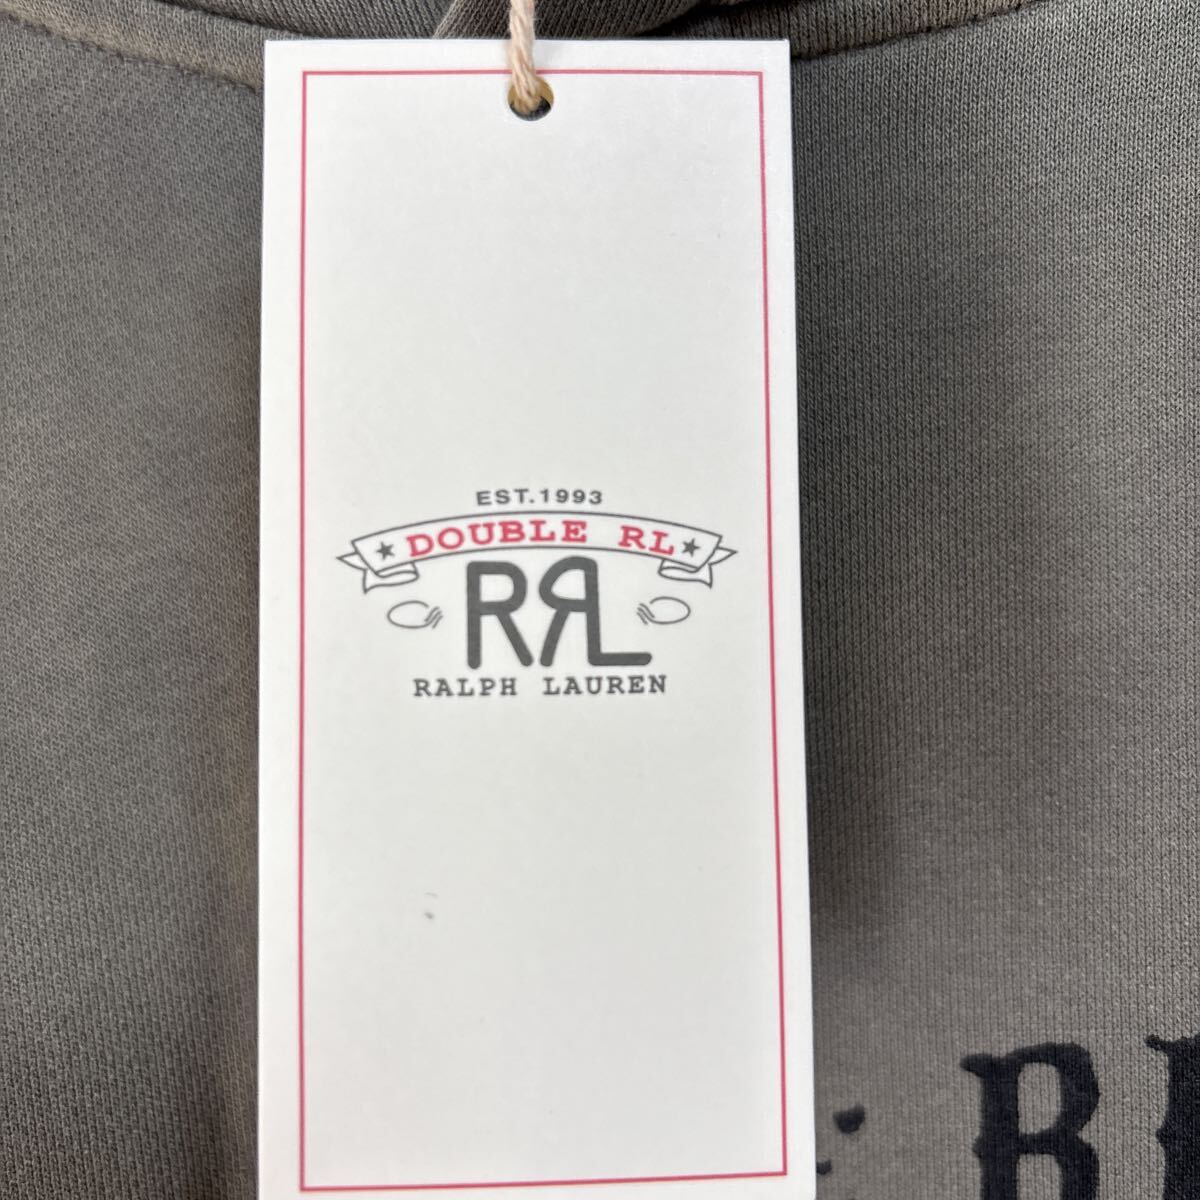 EST.1993
DOUBLE RL
RRL
RALPH LAUREN
B